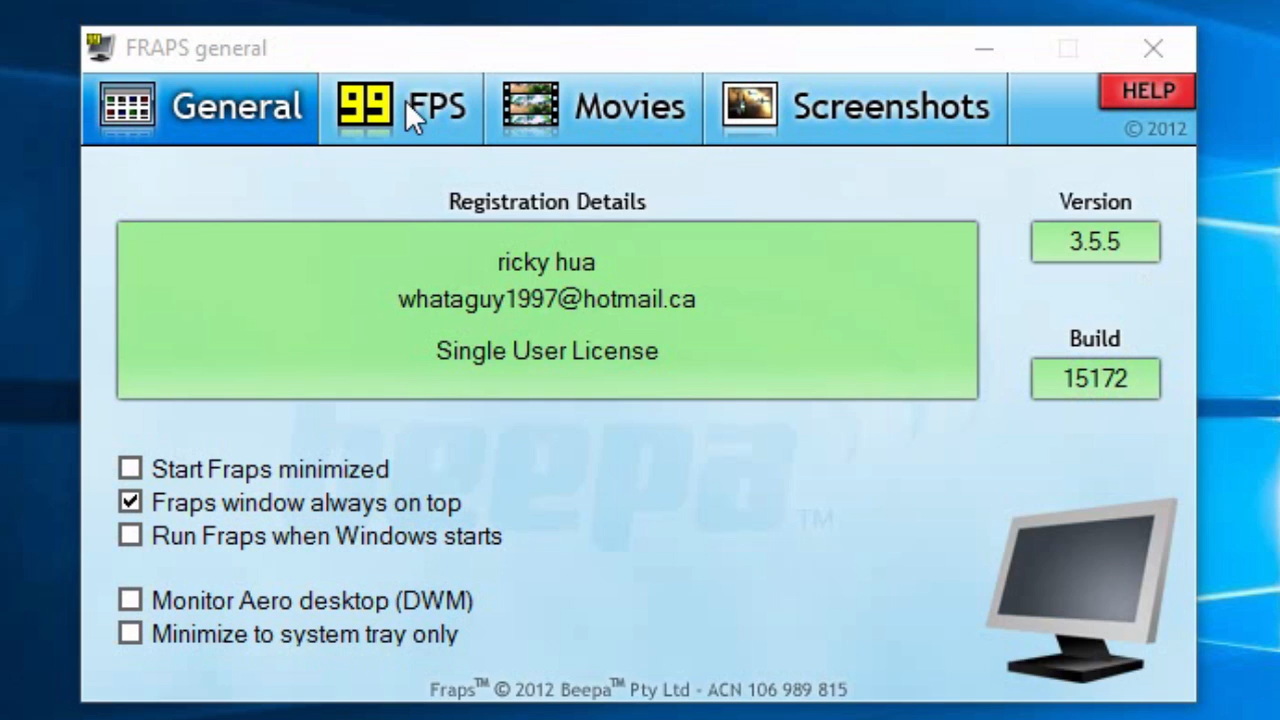 FRAPS general
General
99 FPS
Movies
Screenshots
HELP
© 2012
Registration Details
ricky hua
whataguy1997@hotmail.ca
Single User License
Version
3.5.5
Build
15172
beepa™
Start Fraps minimized
Fraps window always on top
Run Fraps when Windows starts
Monitor Aero desktop (DWM)
Minimize to system tray only
Fraps™ © 2012 Beepa™ Pty Ltd - ACN 106 989 815